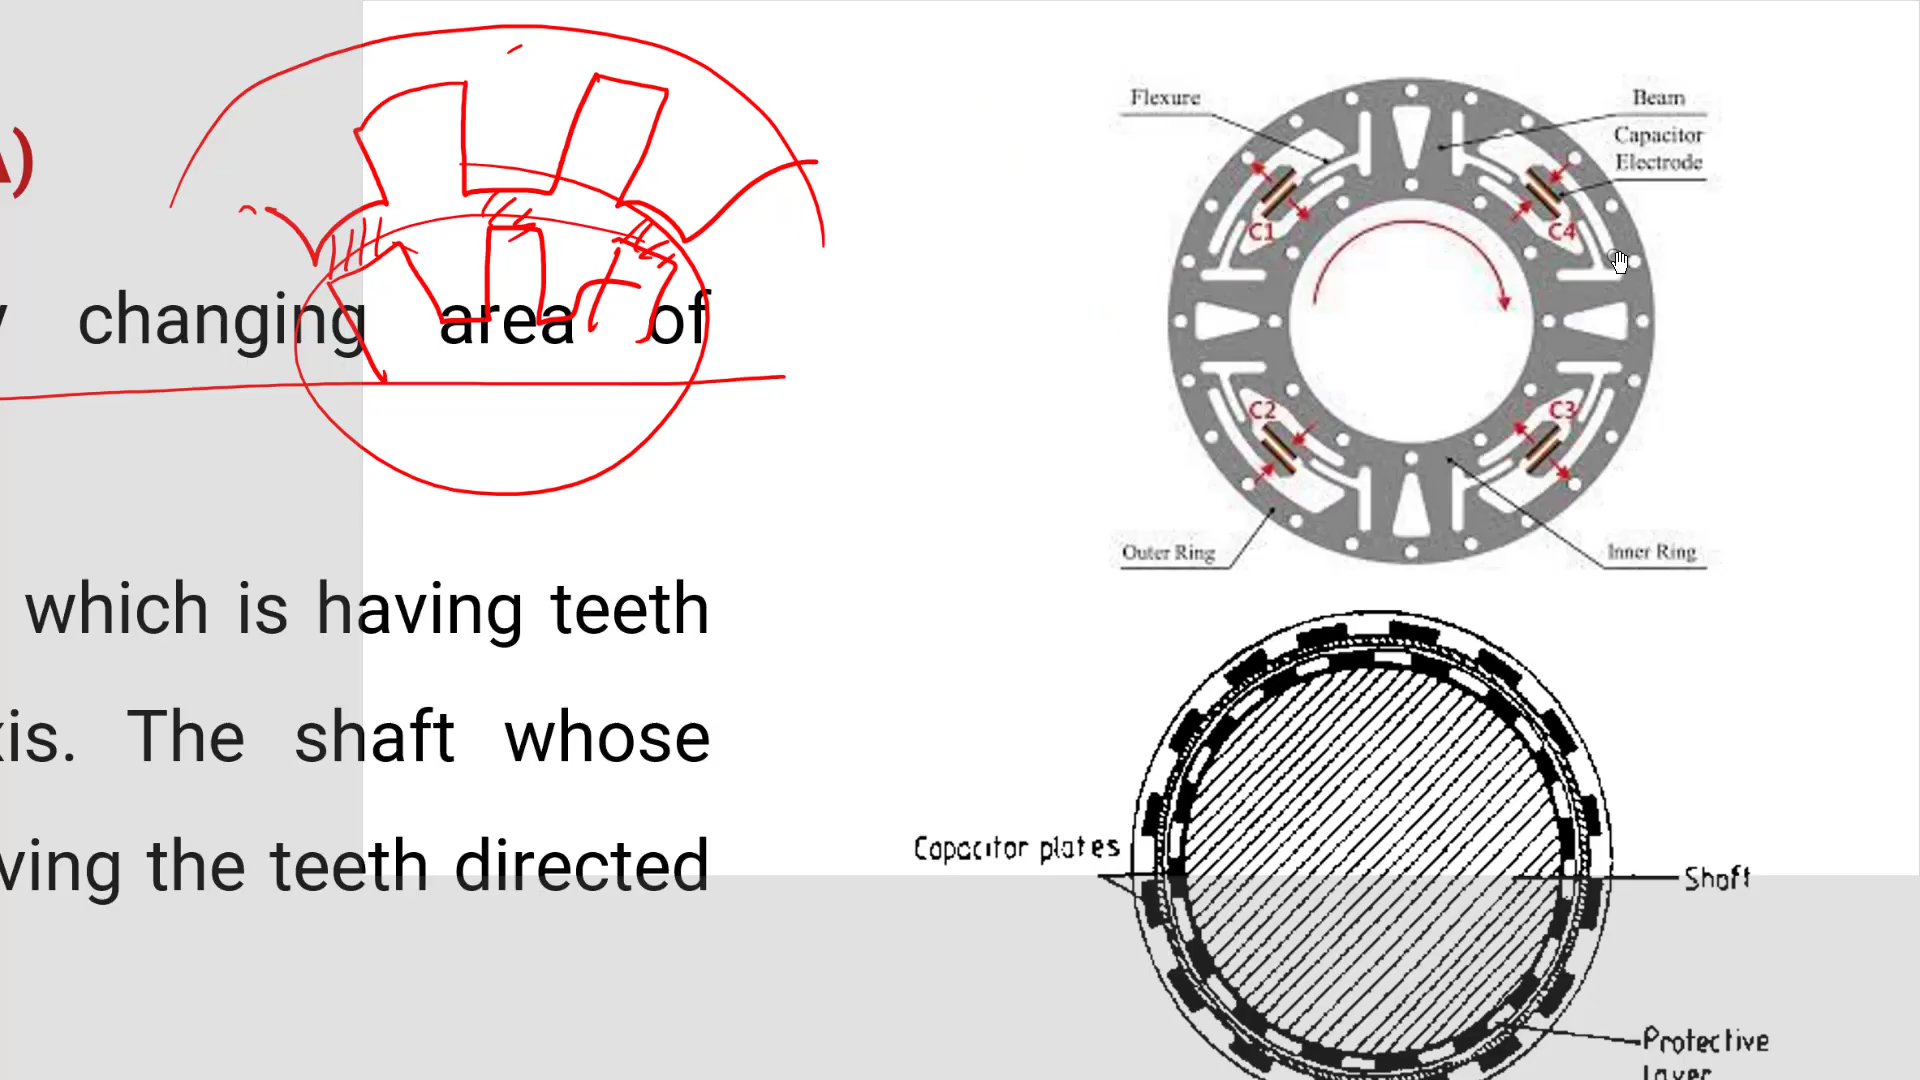 A)
changing area of
which is having teeth
xis. The shaft whose
ving the teeth directed
Flexure
Beam
Capacitor
Electrode
C1
C4
C2
C3
Outer Ring
Inner Ring
Capacitor plates
Shaft
Protective
layer